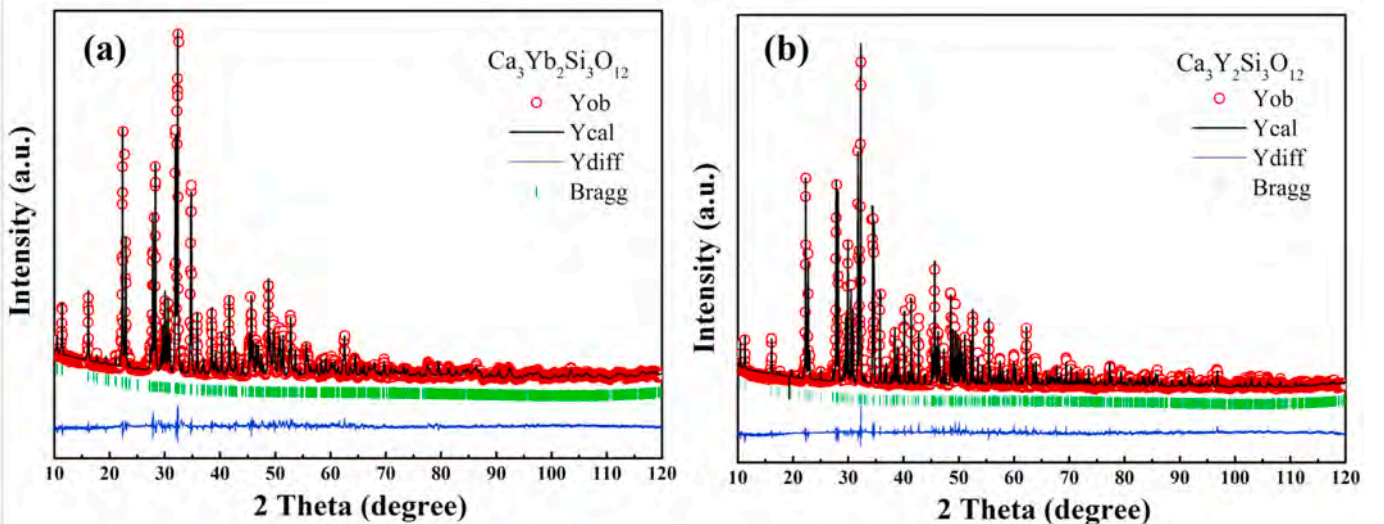 (a)
Ca3Yb2Si3O12
Yob
Ycal
Ydiff
Bragg
Intensity (a.u.)
10 20 30 40 50 60 70 80 90 100 110 120
2 Theta (degree)
(b)
Ca3Y2Si3O12
Yob
Ycal
Ydiff
Bragg
Intensity (a.u.)
10 20 30 40 50 60 70 80 90 100 110 120
2 Theta (degree)